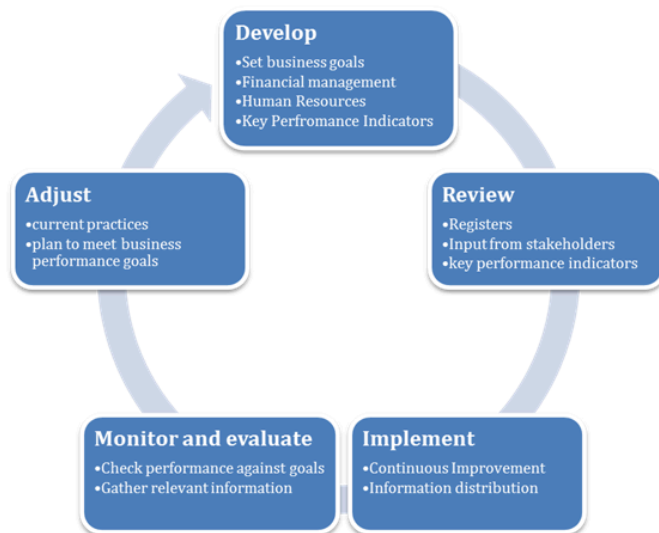 Develop
•Set business goals
•Financial management
•Human Resources
•Key Perfromance Indicators
Review
•Registers
•Input from stakeholders
•key performance indicators
Implement
•Continuous Improvement
•Information distribution
Monitor and evaluate
•Check performance against goals
•Gather relevant information
Adjust
•current practices
•plan to meet business
performance goals